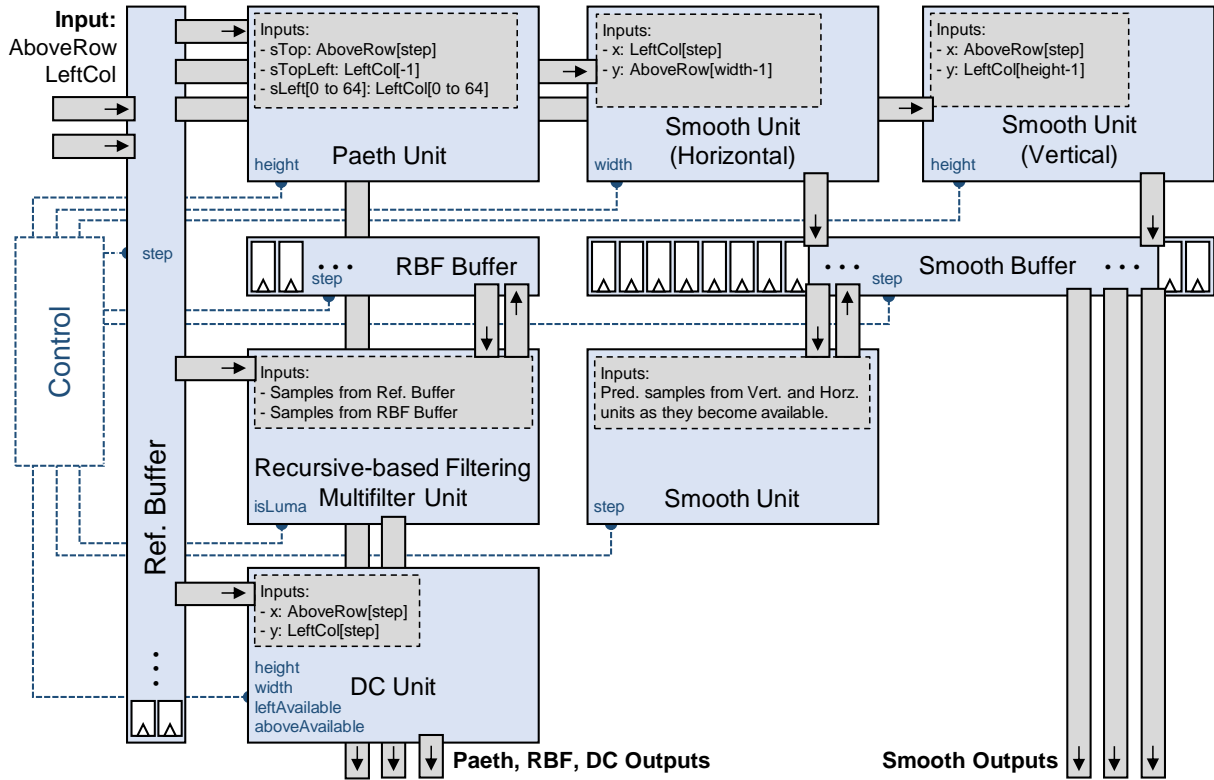 Input:
AboveRow
LeftCol
Inputs:
- sTop: AboveRow[step]
- sTopLeft: LeftCol[-1]
- sLeft[0 to 64]: LeftCol[0 to 64]
Paeth Unit
height
Inputs:
- x: LeftCol[step]
- y: AboveRow[width-1]
Smooth Unit
(Horizontal)
width
Inputs:
- x: AboveRow[step]
- y: LeftCol[height-1]
Smooth Unit
(Vertical)
height
step
Control
Ref. Buffer
RBF Buffer
step
Smooth Buffer
step
Inputs:
- Samples from Ref. Buffer
- Samples from RBF Buffer
Recursive-based Filtering
Multifilter Unit
isLuma
Inputs:
Pred. samples from Vert. and Horz.
units as they become available.
Smooth Unit
step
Inputs:
- x: AboveRow[step]
- y: LeftCol[step]
height
width
leftAvailable
aboveAvailable
DC Unit
Paeth, RBF, DC Outputs
Smooth Outputs